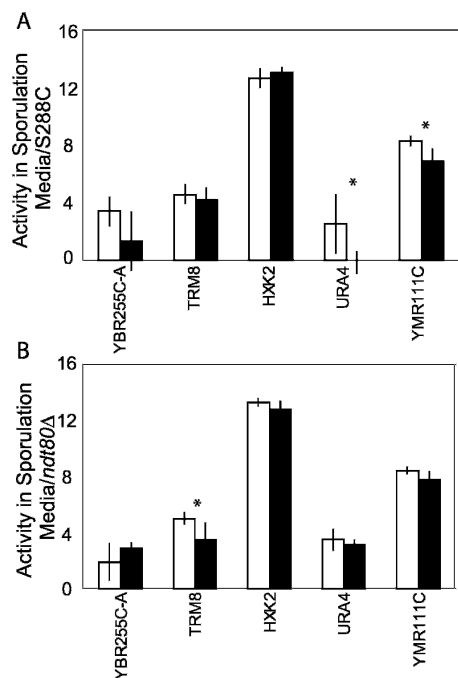 A
Activity in Sporulation
Media/S288C
16
12
8
4
0
*
*
YBR255C-A
TRM8
HXK2
URA4
YMR111C
B
Activity in Sporulation
Media/ndt80Δ
16
12
8
4
0
*
YBR255C-A
TRM8
HXK2
URA4
YMR111C